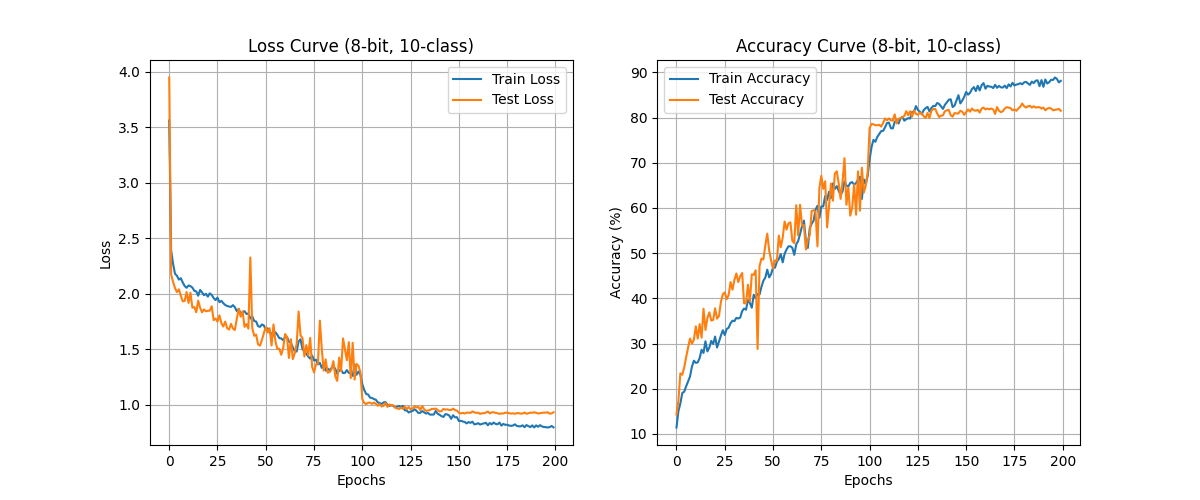 Loss Curve (8-bit, 10-class)
4.0
3.5
3.0
2.5
2.0
1.5
1.0
Loss
Train Loss
Test Loss
0 25 50 75 100 125 150 175 200
Epochs
Accuracy Curve (8-bit, 10-class)
90
80
70
60
50
40
30
20
10
Accuracy (%)
Train Accuracy
Test Accuracy
0 25 50 75 100 125 150 175 200
Epochs